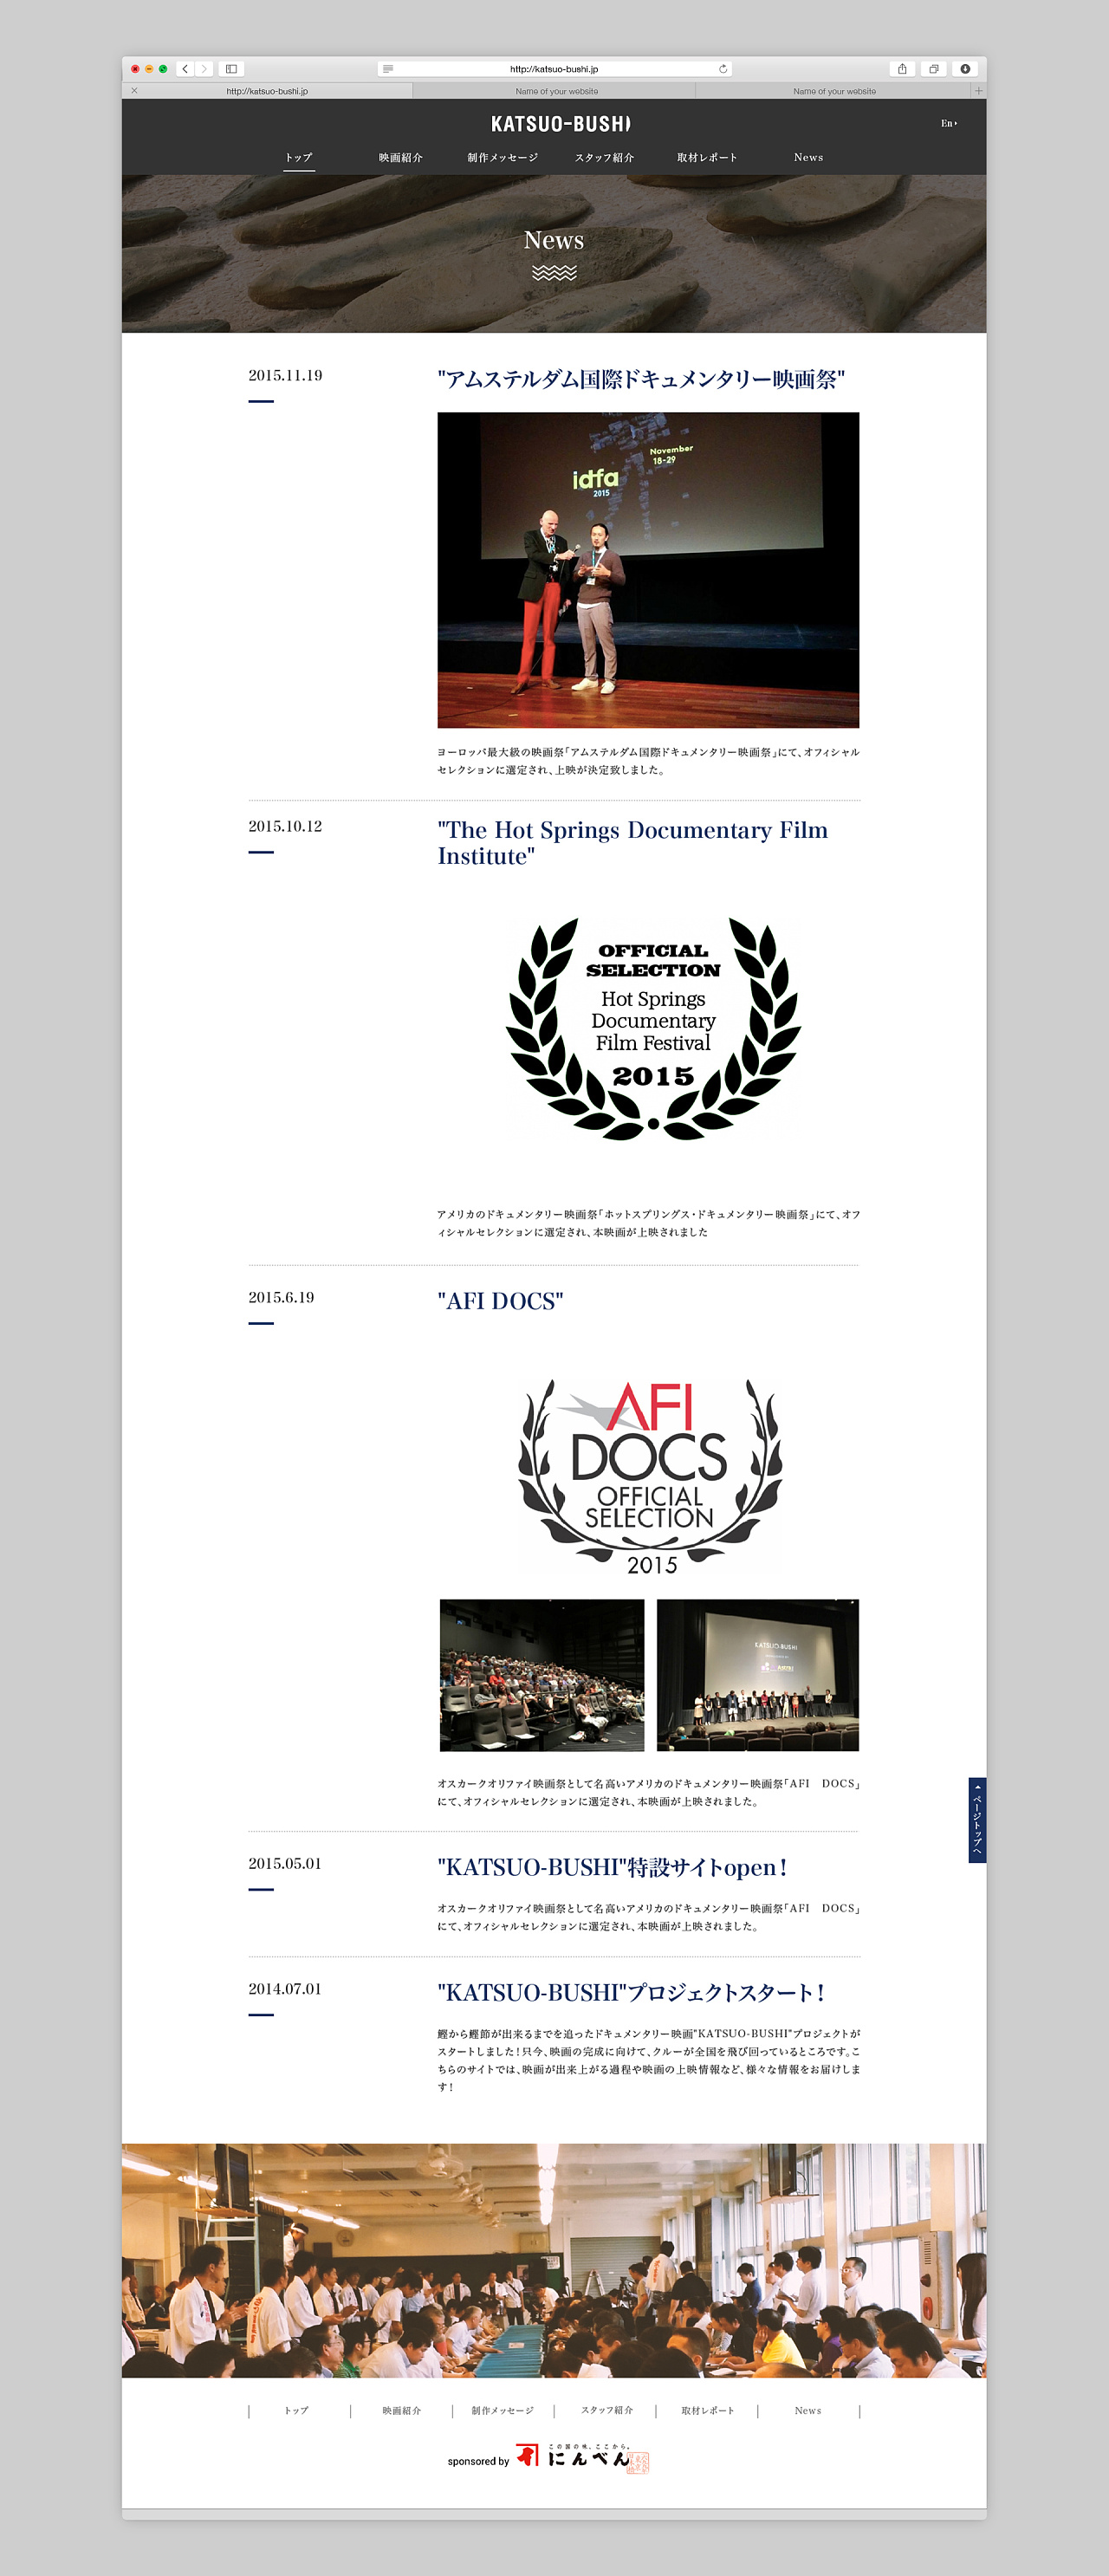 http://katsuo-bushi.jp
http://katsuo-bushi.jp
Name of your website
Name of your website
KATSUO-BUSHI
En
トップ
映画紹介
制作メッセージ
スタッフ紹介
取材レポート
News
News
2015.11.19
"アムステルダム国際ドキュメンタリー映画祭"
idfa
2015
November
18-29
ヨーロッパ最大級の映画祭「アムステルダム国際ドキュメンタリー映画祭」にて、オフィシャル
セレクションに選定され、上映が決定致しました。
2015.10.12
"The Hot Springs Documentary Film
Institute"
OFFICIAL
SELECTION
Hot Springs
Documentary
Film Festival
2015
アメリカのドキュメンタリー映画祭「ホットスプリングス・ドキュメンタリー映画祭」にて、オフ
ィシャルセレクションに選定され、本映画が上映されました
2015.6.19
"AFI DOCS"
AFI
DOCS
OFFICIAL
SELECTION
2015
KATSUO-BUSHI
オスカークオリファイ映画祭として名高いアメリカのドキュメンタリー映画祭「AFI　DOCS」
にて、オフィシャルセレクションに選定され、本映画が上映されました。
ページトップへ
2015.05.01
"KATSUO-BUSHI"特設サイトopen!
オスカークオリファイ映画祭として名高いアメリカのドキュメンタリー映画祭「AFI　DOCS」
にて、オフィシャルセレクションに選定され、本映画が上映されました。
2014.07.01
"KATSUO-BUSHI"プロジェクトスタート!
鰹から鰹節が出来るまでを追ったドキュメンタリー映画"KATSUO-BUSHI"プロジェクトが
スタートしました！只今、映画の完成に向けて、クルーが全国を飛び回っているところです。こ
ちらのサイトでは、映画が出来上がる過程や映画の上映情報など、様々な情報をお届けしま
す！
トップ
映画紹介
制作メッセージ
スタッフ紹介
取材レポート
News
sponsored by
この国の味、ここから。
にんべん